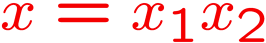 x = x₁x₂